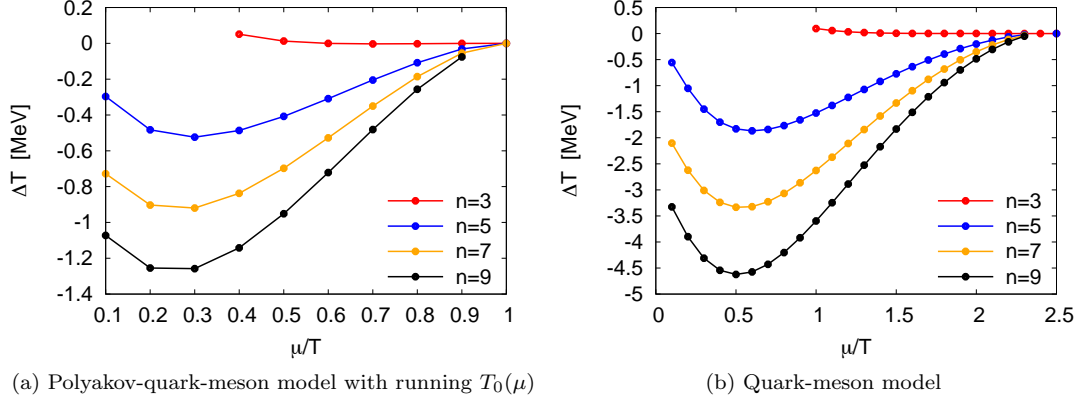 0.2
0
-0.2
-0.4
-0.6
-0.8
-1
-1.2
-1.4
ΔT [MeV]
0.1 0.2 0.3 0.4 0.5 0.6 0.7 0.8 0.9 1
μ/T
n=3
n=5
n=7
n=9
(a) Polyakov-quark-meson model with running T₀(μ)
0.5
0
-0.5
-1
-1.5
-2
-2.5
-3
-3.5
-4
-4.5
-5
ΔT [MeV]
0 0.5 1 1.5 2 2.5
μ/T
n=3
n=5
n=7
n=9
(b) Quark-meson model